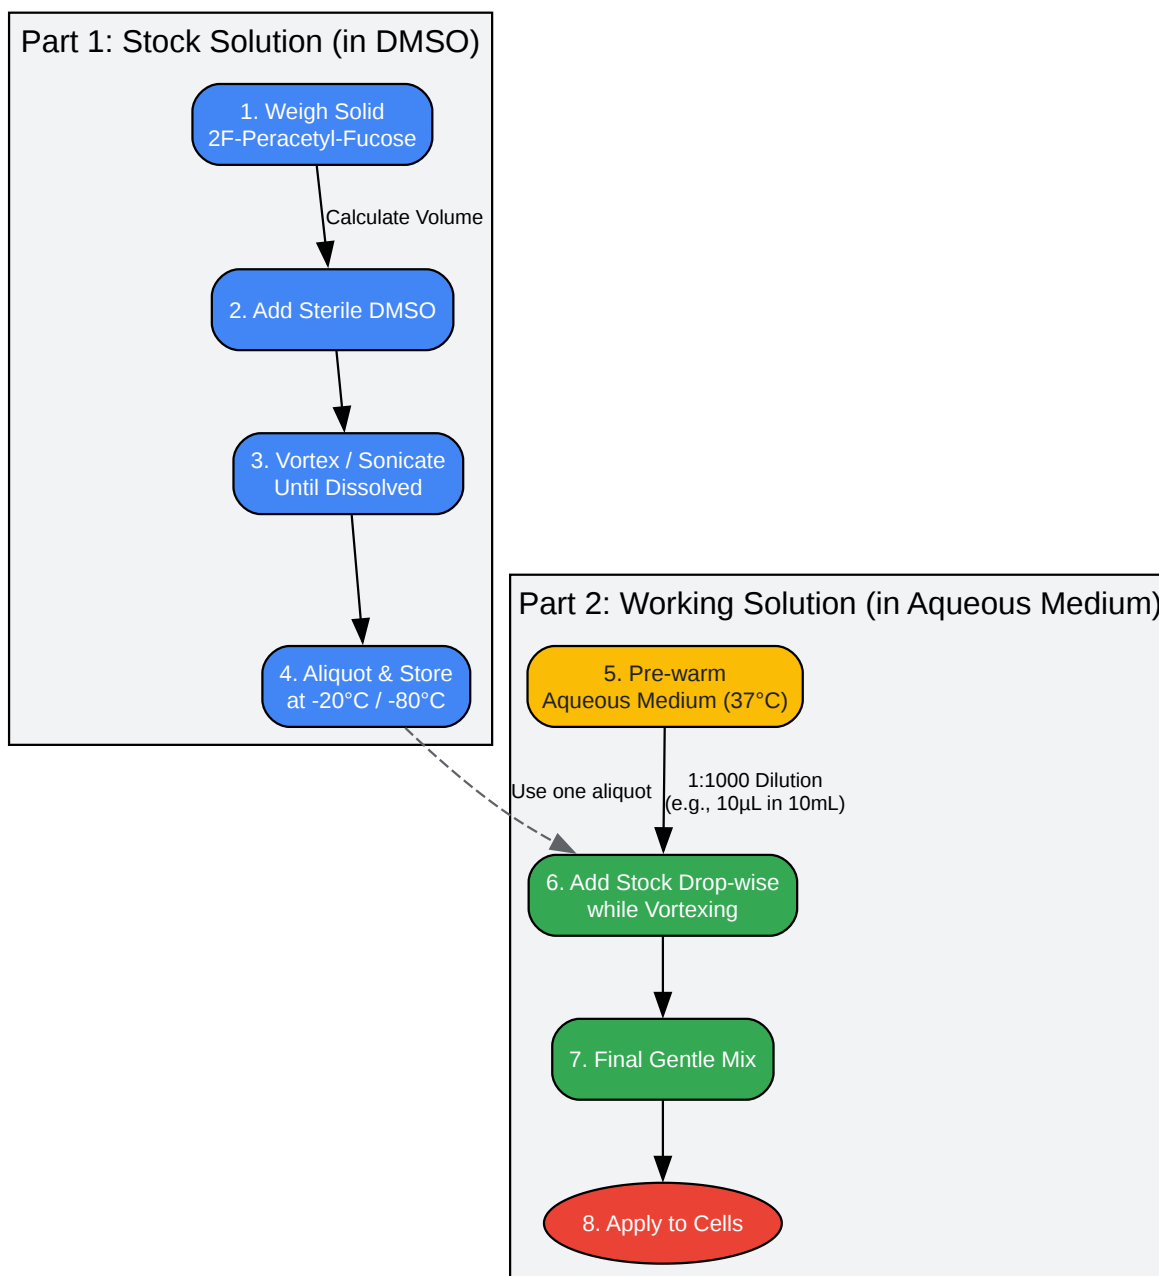 Part 1: Stock Solution (in DMSO)
1. Weigh Solid
2F-Peracetyl-Fucose
Calculate Volume
2. Add Sterile DMSO
3. Vortex / Sonicate
Until Dissolved
4. Aliquot & Store
at -20°C / -80°C
Part 2: Working Solution (in Aqueous Medium)
5. Pre-warm
Aqueous Medium (37°C)
Use one aliquot
1:1000 Dilution
(e.g., 10µL in 10mL)
6. Add Stock Drop-wise
while Vortexing
7. Final Gentle Mix
8. Apply to Cells